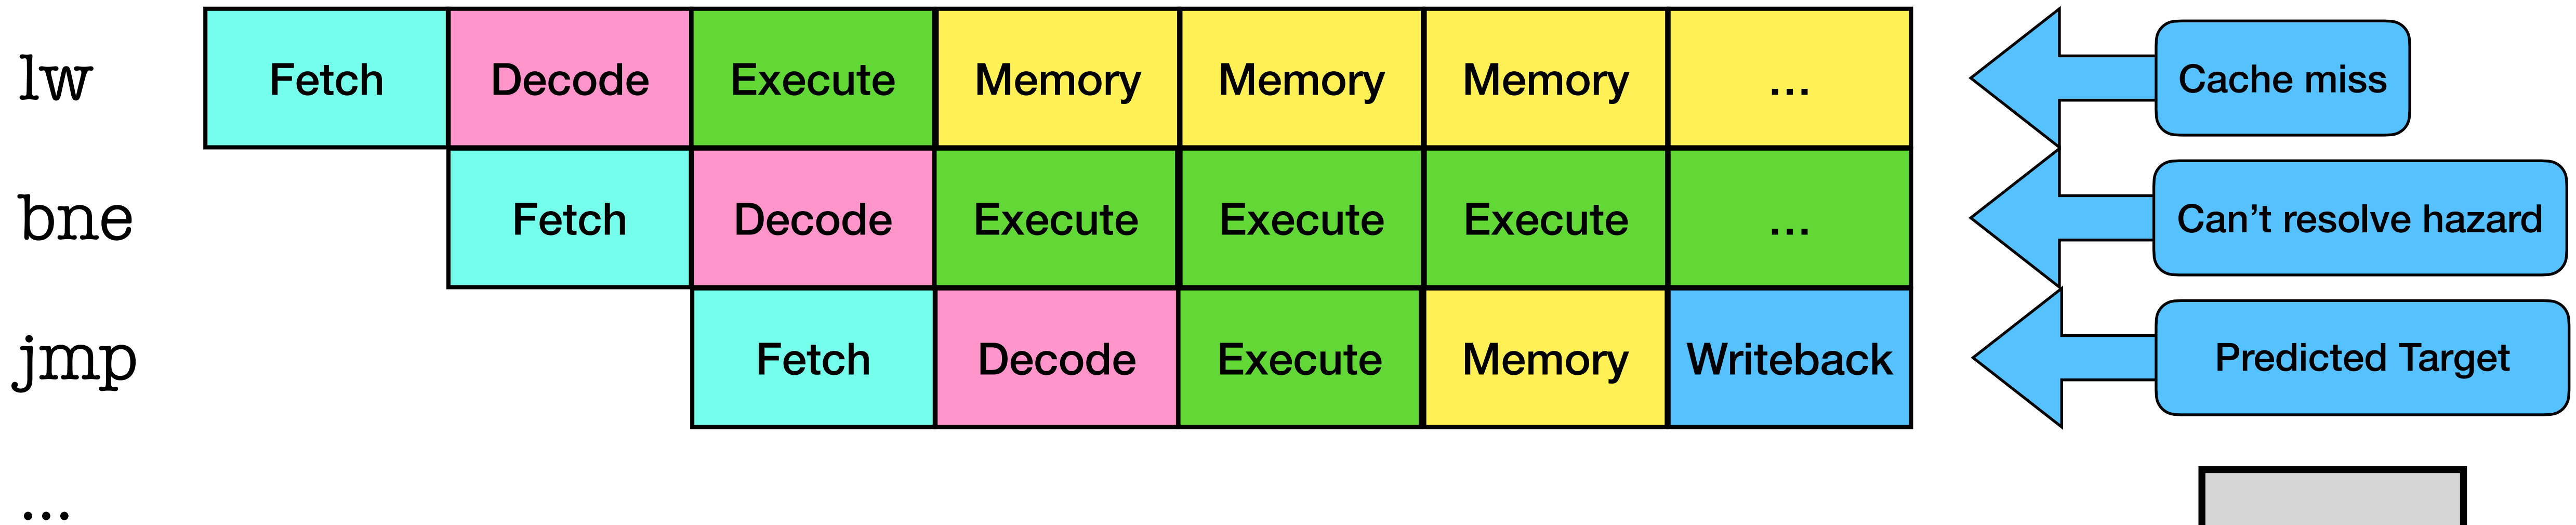 lw Fetch Decode Execute Memory Memory Memory ... Cache miss
bne Fetch Decode Execute Execute Execute ... Can’t resolve hazard
jmp Fetch Decode Execute Memory Writeback Predicted Target
...